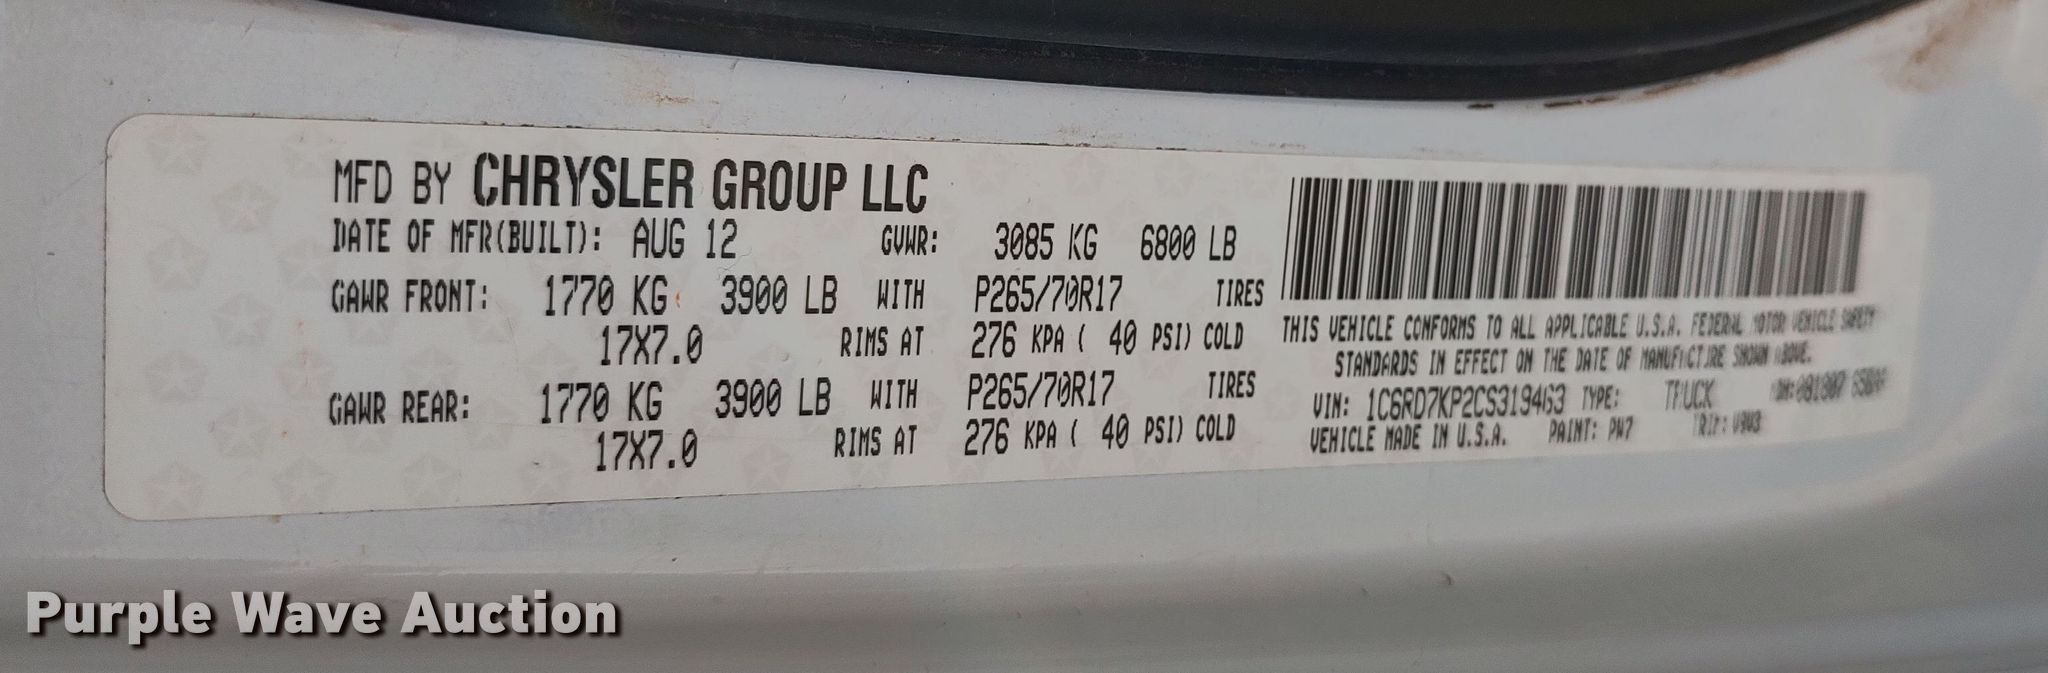 MFD BY CHRYSLER GROUP LLC
DATE OF MFR(BUILT): AUG 12 GVWR: 3085 KG 6800 LB
GAWR FRONT: 1770 KG 3900 LB WITH P265/70R17 TIRES
17X7.0 RIMS AT 276 KPA ( 40 PSI) COLD
GAWR REAR: 1770 KG 3900 LB WITH P265/70R17 TIRES
17X7.0 RIMS AT 276 KPA ( 40 PSI) COLD
THIS VEHICLE CONFORMS TO ALL APPLICABLE U.S.A. FEDERAL MOTOR VEHICLE SAFETY
STANDARDS IN EFFECT ON THE DATE OF MANUFACTURE SHOWN ABOVE.
VIN: 1C6RD7KP2CS319463 TYPE: TRUCK
VEHICLE MADE IN U.S.A. PAINT: PW7
Purple Wave Auction